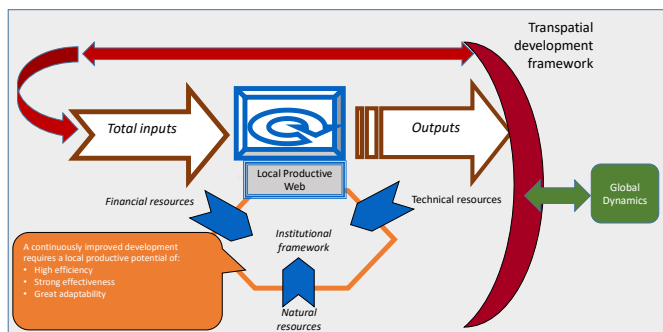 Transpatial
development
framework
Total inputs
Outputs
Local Productive
Web
Financial resources
Technical resources
Global
Dynamics
Institutional
framework
A continuously improved development
requires a local productive potential of:
• High efficiency
• Strong effectiveness
• Great adaptability
Natural
resources